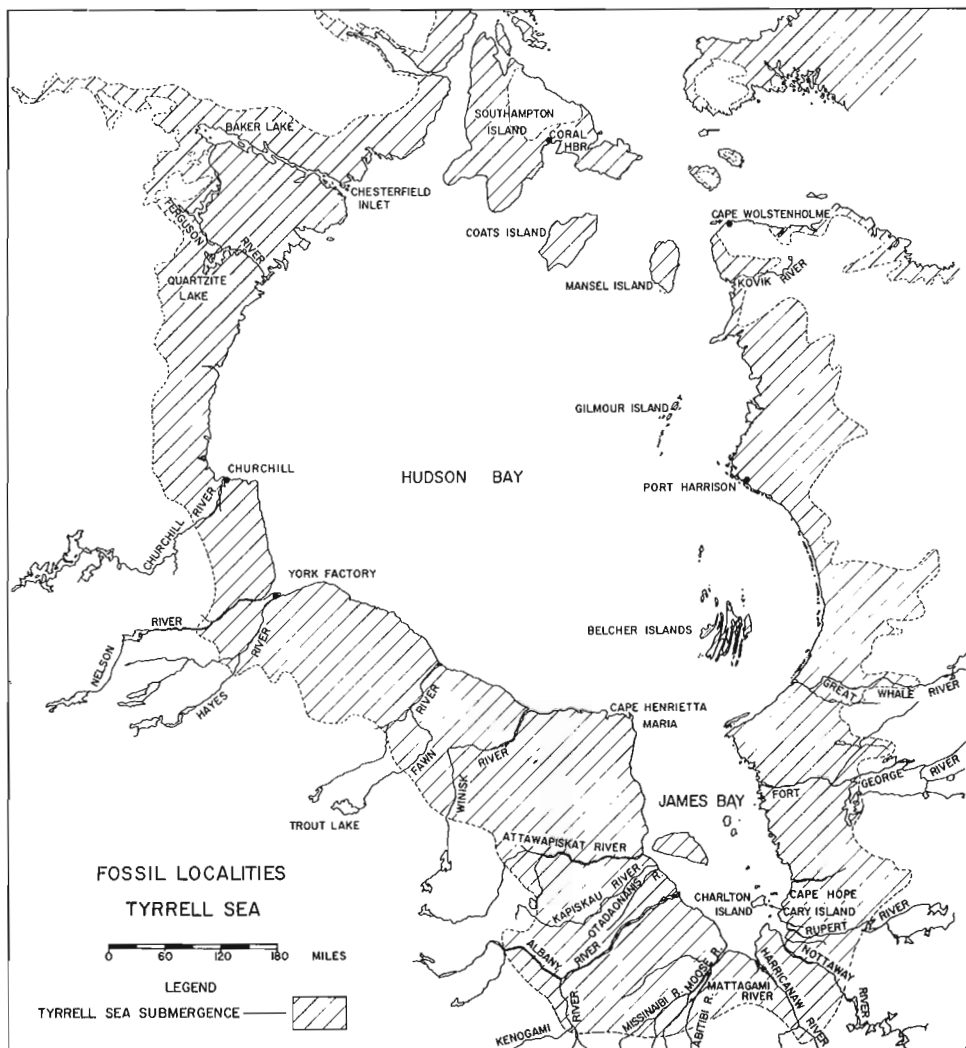 SOUTHAMPTON
ISLAND
CORAL
HBR
BAKER LAKE
CHESTERFIELD
INLET
FERGUSON
RIVER
QUARTZITE
LAKE
COATS ISLAND
MANSEL ISLAND
CAPE WOLSTENHOLME
KOVIK RIVER
GILMOUR ISLAND
HUDSON BAY
PORT HARRISON
CHURCHILL
CHURCHILL RIVER
YORK FACTORY
NELSON
RIVER
HAYES
RIVER
BELCHER ISLANDS
GREAT WHALE RIVER
CAPE HENRIETTA
MARIA
FAWN
RIVER
WINISK
RIVER
TROUT LAKE
FORT GEORGE RIVER
JAMES BAY
ATTAWAPISKAT RIVER
KAPISKAU RIVER
OTADAONANIS R.
CHARLTON
ISLAND
CAPE HOPE
CARY ISLAND
RUPERT RIVER
NOTTAWAY
RIVER
HARRICANAW
RIVER
ALBANY
RIVER
KENOGAMI
RIVER
MISSINAIBI R.
MOOSE R.
ABITIBI R.
MATTAGAMI
RIVER
FOSSIL LOCALITIES
TYRRELL SEA
60 0 60 180 MILES
LEGEND
TYRRELL SEA SUBMERGENCE